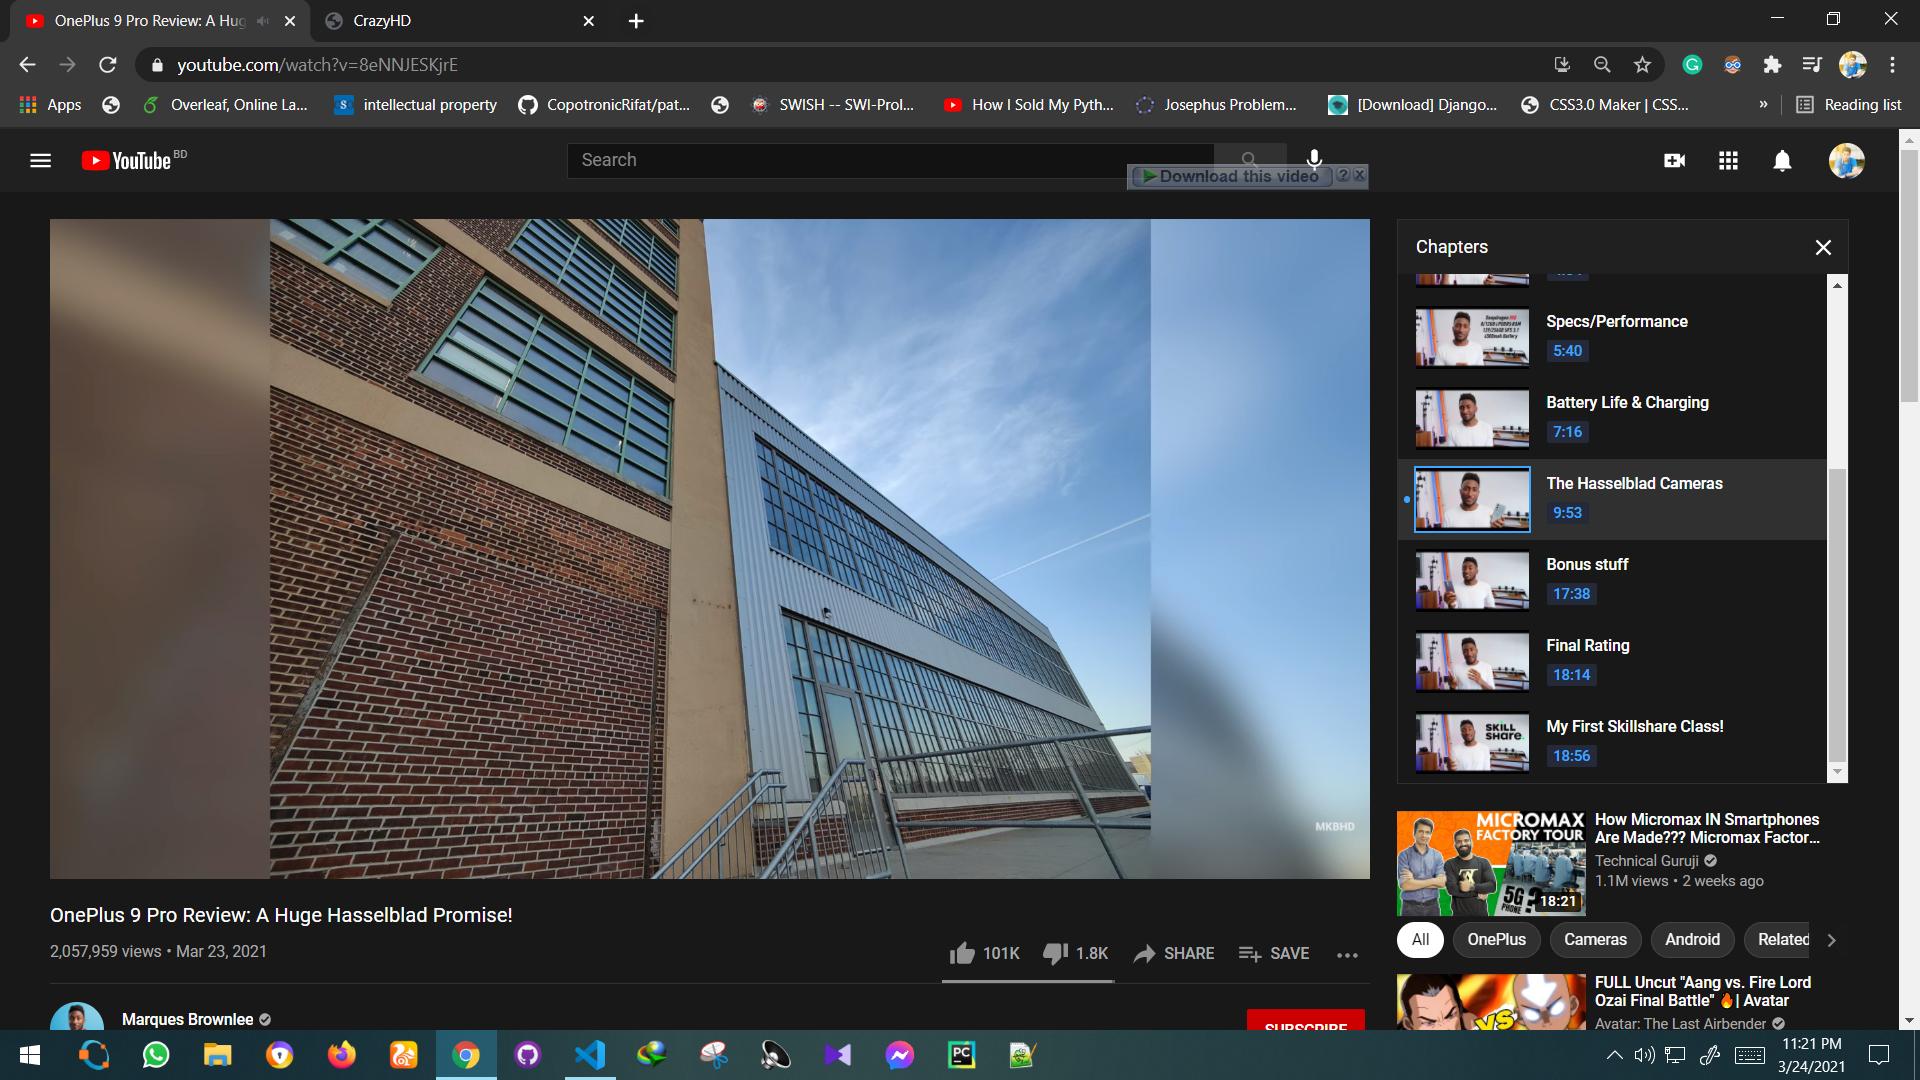 OnePlus 9 Pro Review: A Hug
CrazyHD
youtube.com/watch?v=8eNNJESKjrE
Apps
Overleaf, Online La...
intellectual property
CopotronicRifat/pat...
SWISH -- SWI-Prol...
How I Sold My Pyth...
Josephus Problem...
[Download] Django...
CSS3.0 Maker | CSS...
»
Reading list
YouTube BD
Search
Download this video
Chapters
Specs/Performance
5:40
Battery Life & Charging
7:16
The Hasselblad Cameras
9:53
Bonus stuff
17:38
Final Rating
18:14
SKILL
SHARE.
My First Skillshare Class!
18:56
MKBHD
OnePlus 9 Pro Review: A Huge Hasselblad Promise!
2,057,959 views • Mar 23, 2021
101K
1.8K
SHARE
SAVE
Marques Brownlee
SUBSCRIBE
MICROMAX
FACTORY TOUR
5G ?
PHONE
18:21
How Micromax IN Smartphones
Are Made??? Micromax Factor...
Technical Guruji
1.1M views • 2 weeks ago
All
OnePlus
Cameras
Android
Related
VS
FULL Uncut "Aang vs. Fire Lord
Ozai Final Battle" 🔥| Avatar
Avatar: The Last Airbender
PC
11:21 PM
3/24/2021